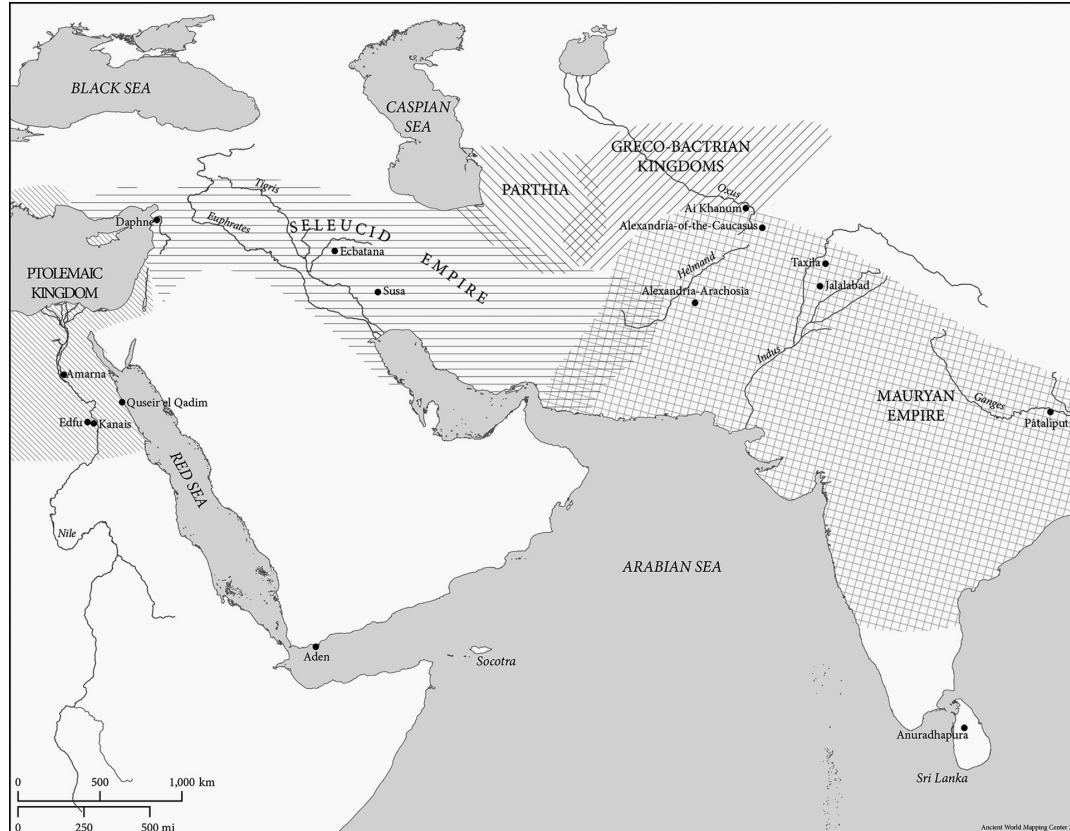 BLACK SEA
CASPIAN
SEA
GRECO-BACTRIAN
KINGDOMS
PARTHIA
Oxus
Tigris
Ai Khanum
Daphne
Euphrates
SELEUCID
EMPIRE
Alexandria-of-the-Caucasus
Ecbatana
Helmand
Taxila
PTOLEMAIC
KINGDOM
Susa
Alexandria-Arachosia
Jalalabad
Indus
Amarna
MAURYAN
EMPIRE
Quseir el Qadim
Ganges
Edfu
Kanais
Pātaliput
RED SEA
Nile
ARABIAN SEA
Aden
Socotra
Anuradhapura
Sri Lanka
0 500 1,000 km
0 250 500 mi
Ancient World Mapping Center